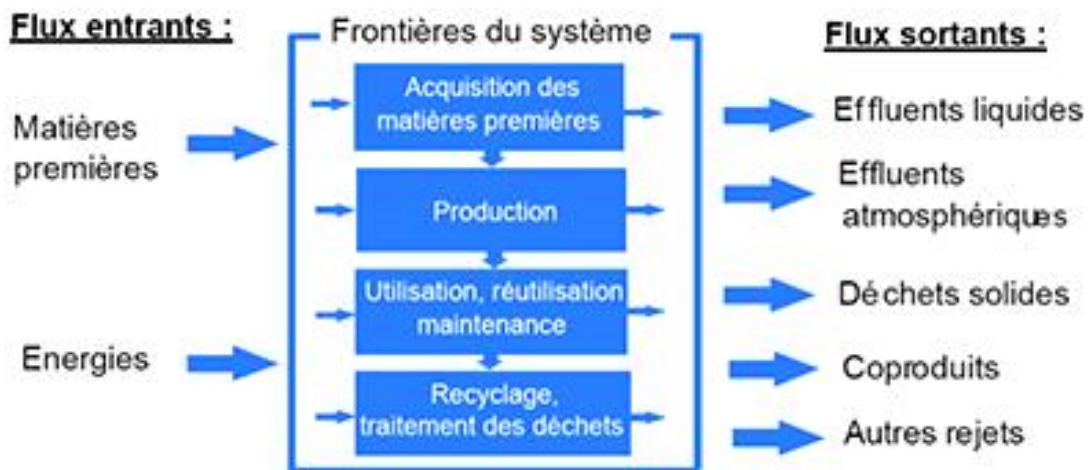 Flux entrants :
Matières
premières
Energies
Frontières du système
Acquisition des
matières premières
Production
Utilisation, réutilisation
maintenance
Recyclage,
traitement des déchets
Flux sortants :
Effluents liquides
Effluents
atmosphériques
Déchets solides
Coproduits
Autres rejets